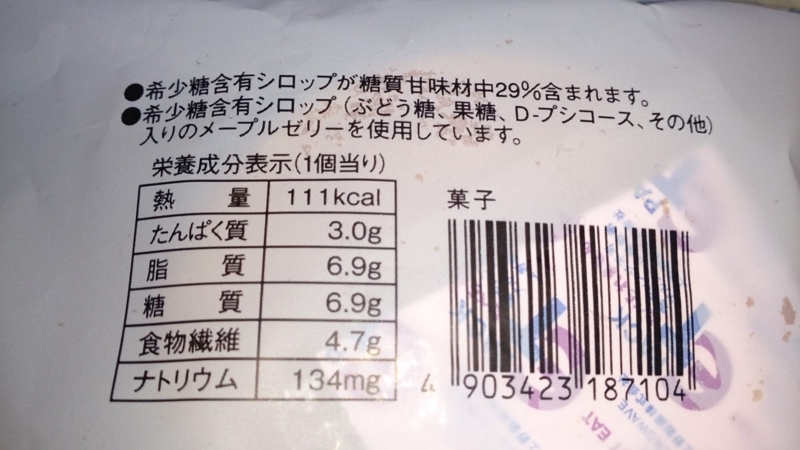 ●希少糖含有シロップが糖質甘味材中29%含まれます。
●希少糖含有シロップ(ぶどう糖、果糖、D-プシコース、その他)
入りのメープルゼリーを使用しています。
栄養成分表示(1個当り)
熱量 111kcal
たんぱく質 3.0g
脂質 6.9g
糖質 6.9g
食物繊維 4.7g
ナトリウム 134mg
菓子
4 903423 187104
EAT